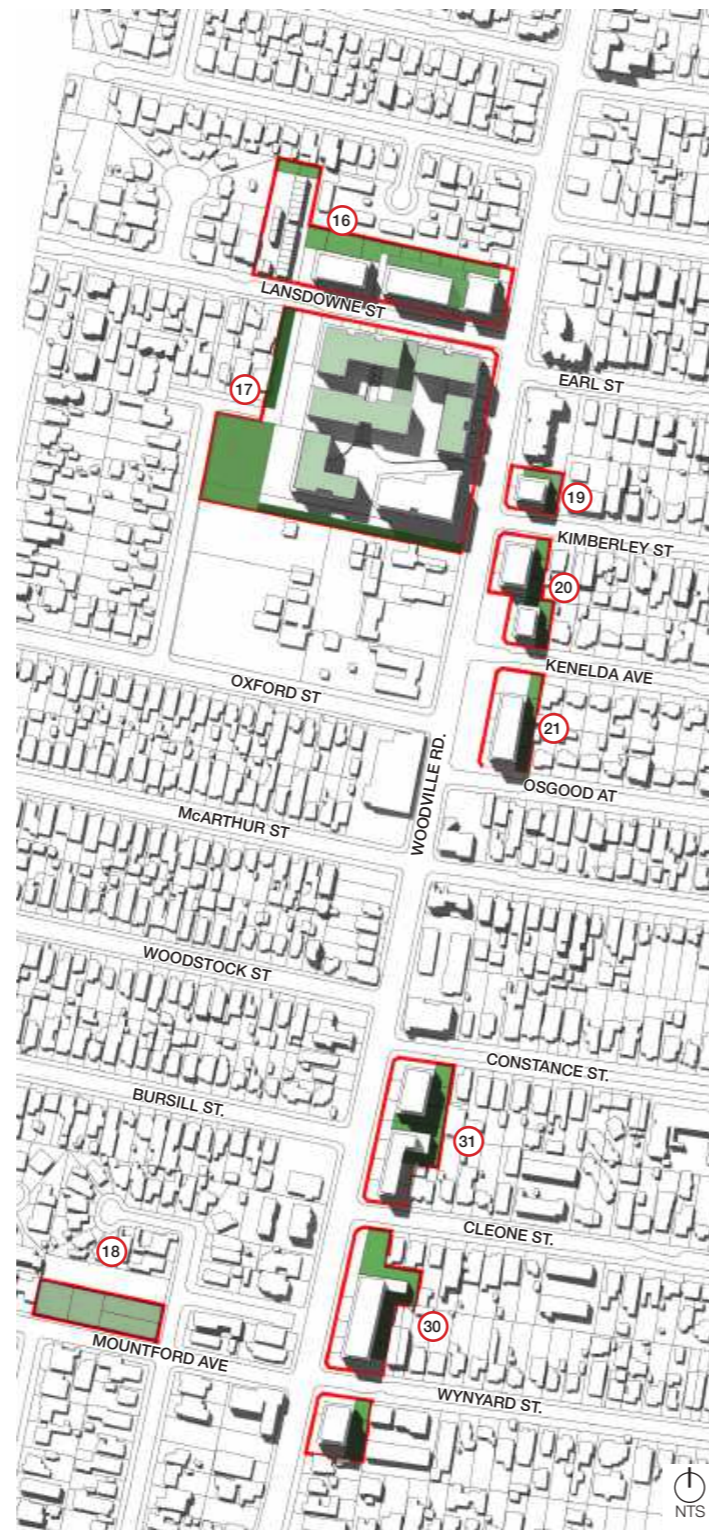 16
LANSDOWNE ST
EARL ST
17
19
KIMBERLEY ST
20
KENELDA AVE
OXFORD ST
21
WOODVILLE RD.
OSGOOD AT
McARTHUR ST
WOODSTOCK ST
CONSTANCE ST.
BURSILL ST.
31
CLEONE ST.
18
30
MOUNTFORD AVE
WYNYARD ST.
NTS